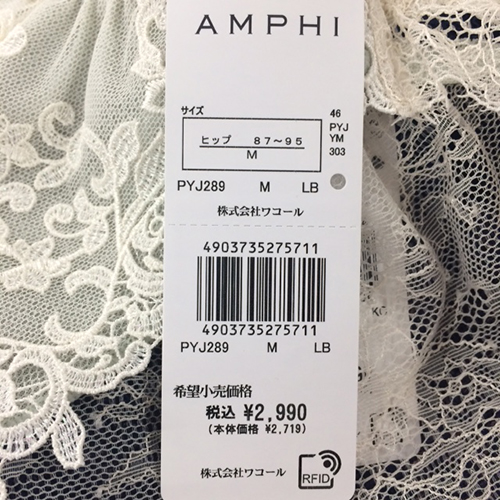 AMPHI
サイズ
ヒップ 87～95
M
46
PYJ
YM
303
PYJ289 M LB
株式会社ワコール
4903735275711
4903735275711
PYJ289 M LB
希望小売価格
税込 ¥2,990
(本体価格 ¥2,719)
株式会社ワコール
RFID